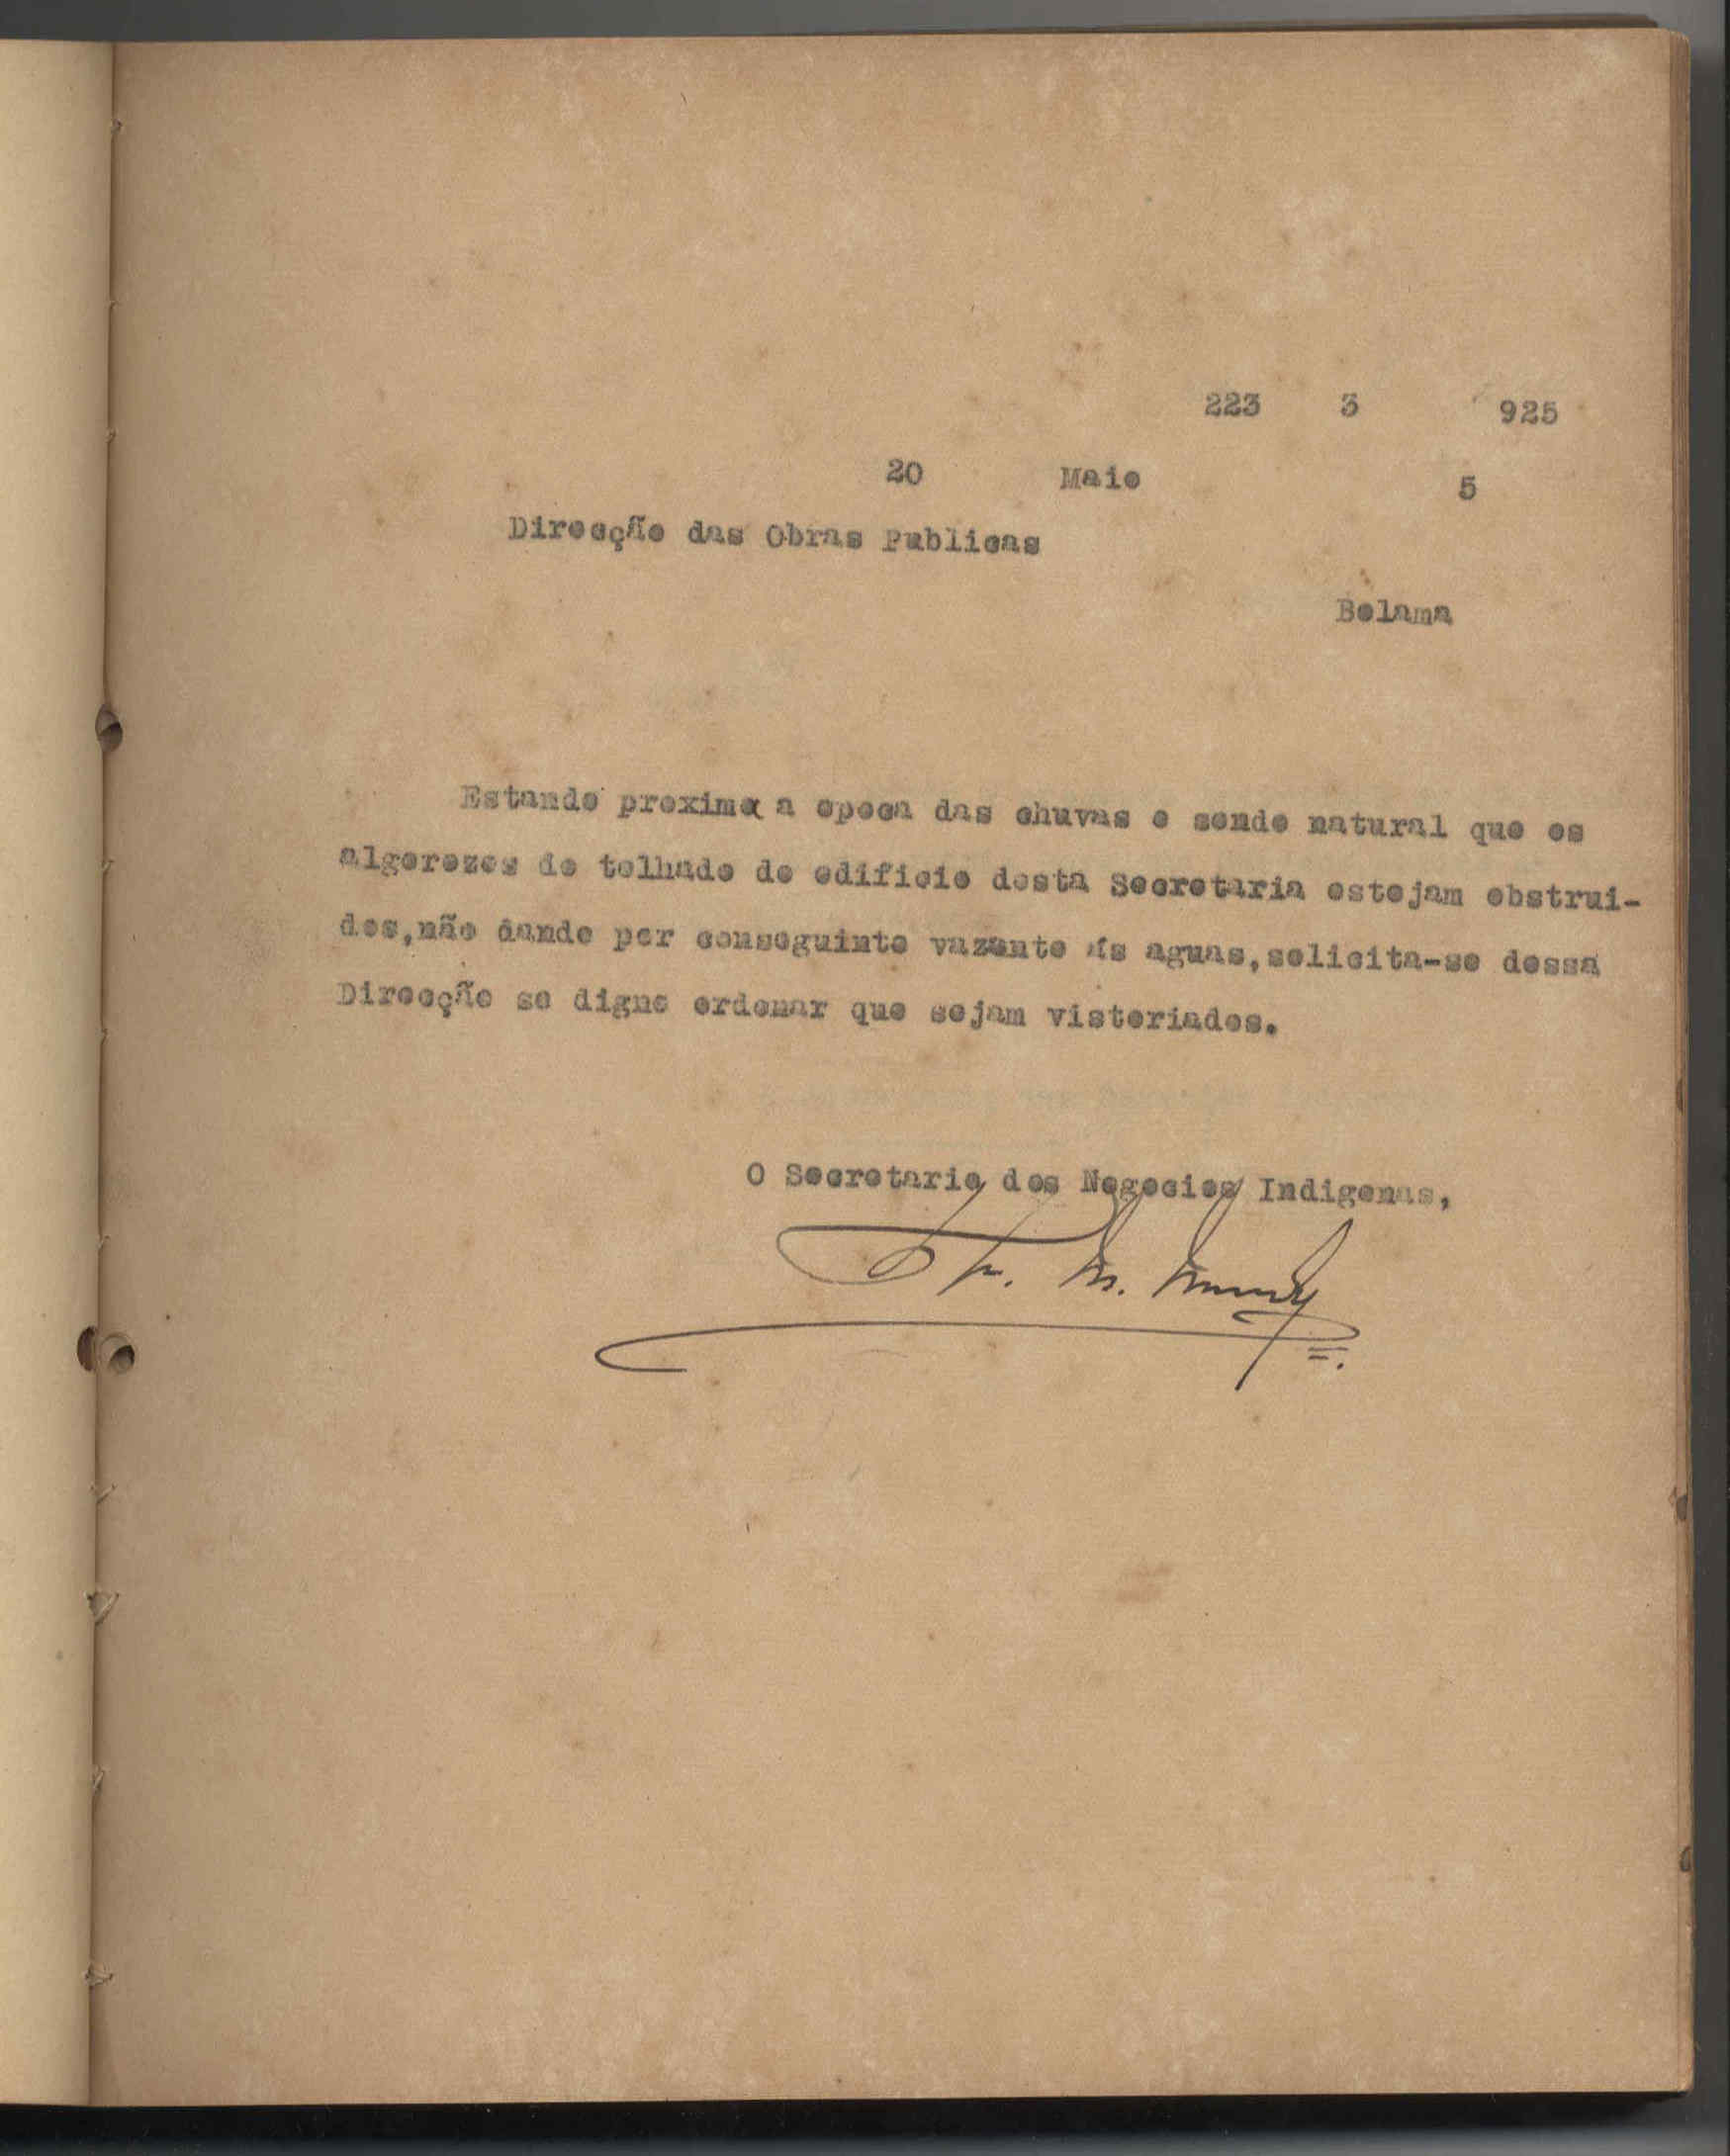 223 3 925
20 Maio 5
Direcção das Obras Publicas
Bolama
Estando proxima a epoca das chuvas e sendo natural que os
algerozes do telhado do edificio desta Secretaria estejam obstrui-
dos,não dando por conseguinte vazante ás aguas,solicita-se dessa
Direcção se digne ordenar que sejam vistoriados.
O Secretario dos Negocios Indigenas,